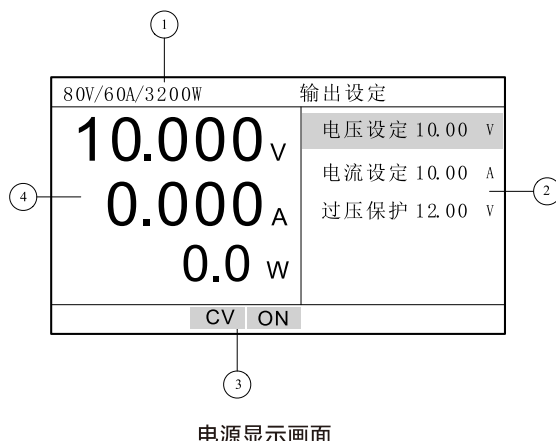 1
80V/60A/3200W 输出设定
10.000 V
0.000 A
0.0 W
电压设定 10.00 V
电流设定 10.00 A
过压保护 12.00 V
4
2
CV ON
3
电源显示画面